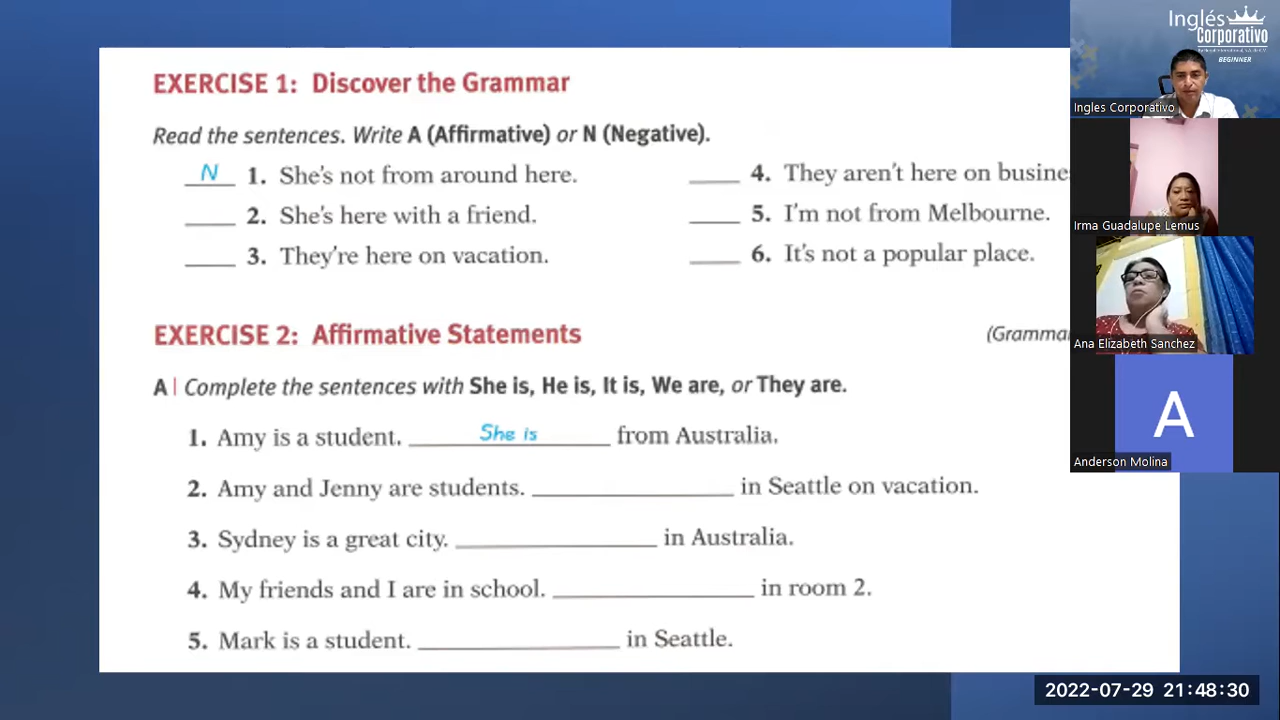 EXERCISE 1: Discover the Grammar
Read the sentences. Write A (Affirmative) or N (Negative).
N 1. She's not from around here.
2. She's here with a friend.
3. They're here on vacation.
4. They aren't here on busine
5. I'm not from Melbourne.
6. It's not a popular place.
EXERCISE 2: Affirmative Statements
(Gramma
A | Complete the sentences with She is, He is, It is, We are, or They are.
1. Amy is a student. She is from Australia.
2. Amy and Jenny are students. in Seattle on vacation.
3. Sydney is a great city. in Australia.
4. My friends and I are in school. in room 2.
5. Mark is a student. in Seattle.
Inglés
Corporativo
BEGINNER
Ingles Corporativo
Irma Guadalupe Lemus
Ana Elizabeth Sanchez
A
Anderson Molina
2022-07-29 21:48:30